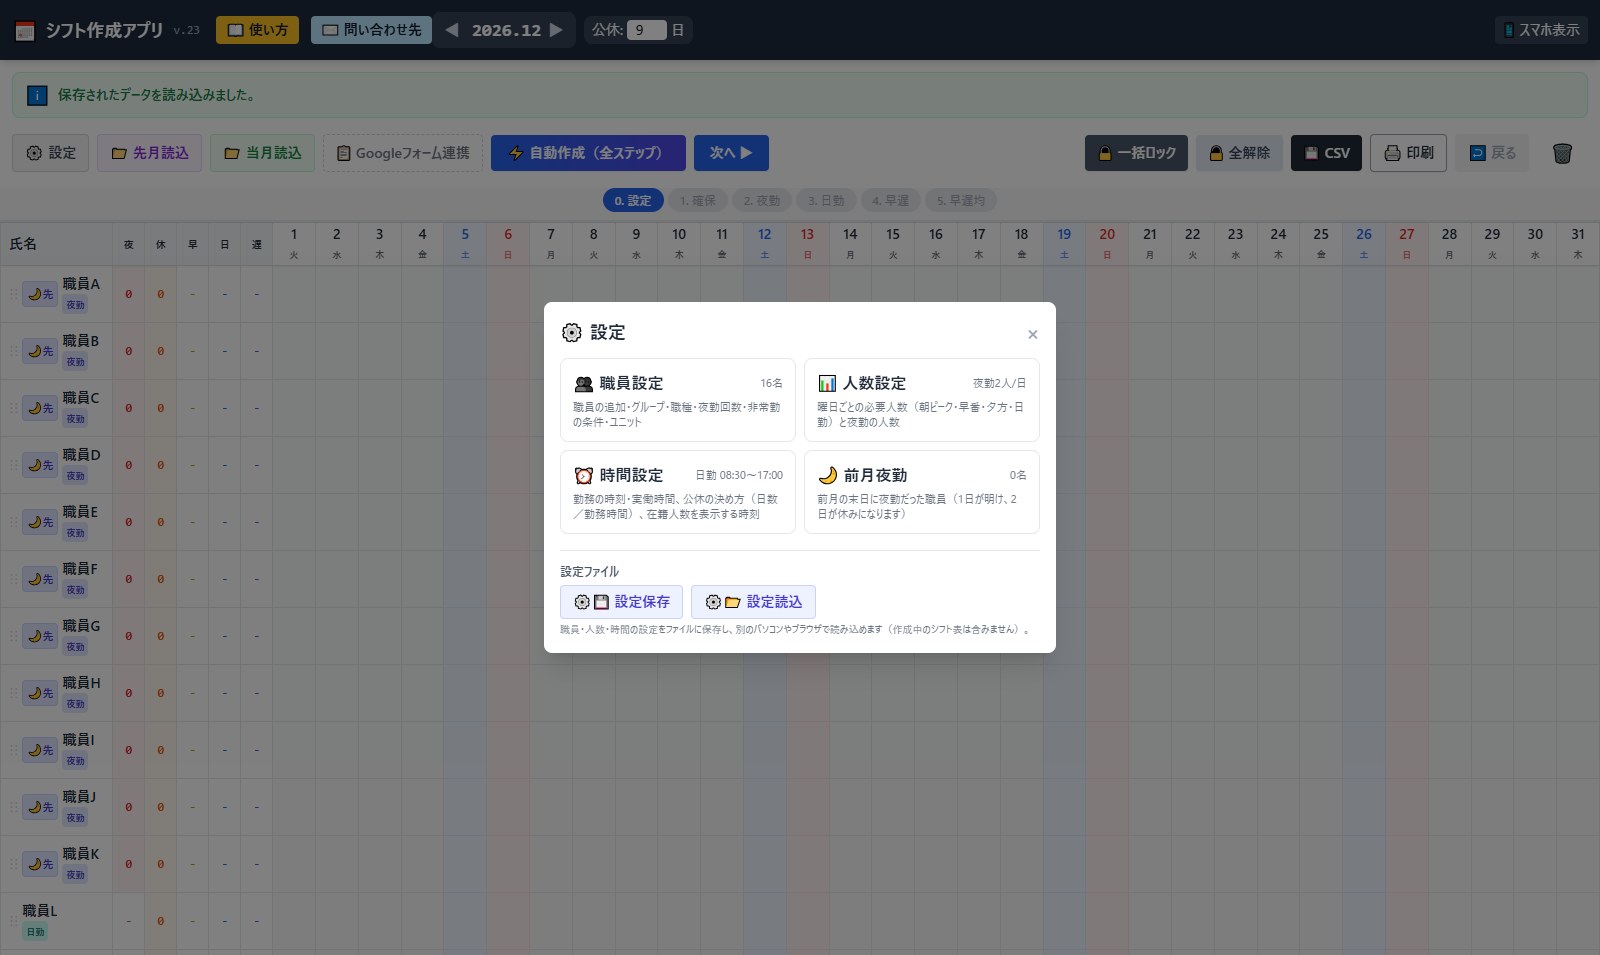 シフト作成アプリ v.23 使い方 問い合わせ先 ◀ 2026.12 ▶ 公休: 9 日 スマホ表示
保存されたデータを読み込みました。
設定 先月読込 当月読込 Googleフォーム連携 自動作成（全ステップ） 次へ ▶ 一括ロック 全解除 CSV 印刷 戻る
0. 設定 1. 確保 2. 夜勤 3. 日勤 4. 早遅 5. 早遅均
氏名 夜 休 早 日 遅 1 2 3 4 5 6 7 8 9 10 11 12 13 14 15 16 17 18 19 20 21 22 23 24 25 26 27 28 29 30 31
火 水 木 金 土 日 月 火 水 木 金 土 日 月 火 水 木 金 土 日 月 火 水 木 金 土 日 月 火 水 木
職員A
先 夜勤 0 0 - - -
職員B
先 夜勤 0 0 - - -
職員C
先 夜勤 0 0 - - -
職員D
先 夜勤 0 0 - - -
職員E
先 夜勤 0 0 - - -
職員F
先 夜勤 0 0 - - -
職員G
先 夜勤 0 0 - - -
職員H
先 夜勤 0 0 - - -
職員I
先 夜勤 0 0 - - -
職員J
先 夜勤 0 0 - - -
職員K
先 夜勤 0 0 - - -
職員L
日勤 - 0 - - -
設定 ×
職員設定 16名
職員の追加・グループ・職種・夜勤回数・非常勤
の条件・ユニット
人数設定 夜勤2人/日
曜日ごとの必要人数（朝ピーク・早番・夕方・日
勤）と夜勤の人数
時間設定 日勤 08:30～17:00
勤務の時刻・実働時間、公休の決め方（日数
／勤務時間）、在籍人数を表示する時刻
前月夜勤 0名
前月の末日に夜勤だった職員（1日が明け、2
日が休みになります）
設定ファイル
設定保存 設定読込
職員・人数・時間の設定をファイルに保存し、別のパソコンやブラウザで読み込めます（作成中のシフト表は含みません）。